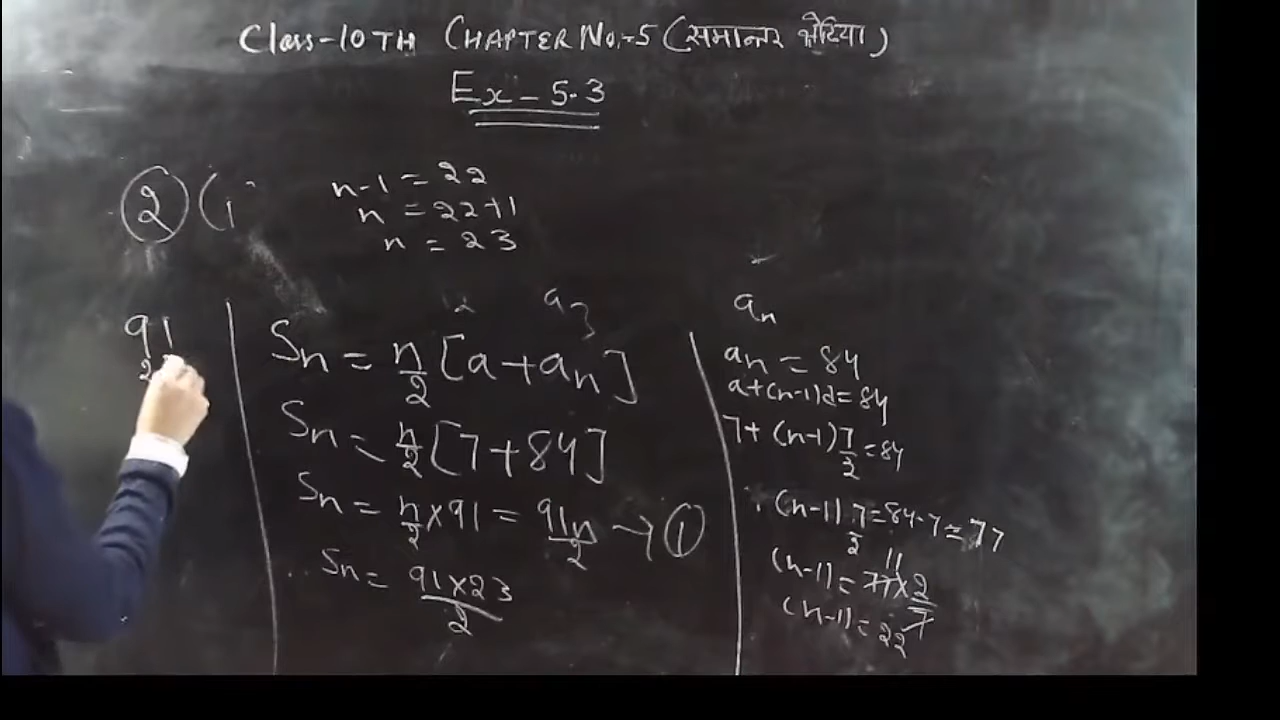 Class-10TH CHAPTER No.-5 (समान्तर श्रेढिया)
Ex-5.3
2 (i
n-1 = 22
n = 22+1
n = 23
91
2
a3
Sn = n/2 [a+an]
Sn = n/2 [7+84]
Sn = n/2 ×91 = 91n/2 → 1
Sn = 91×23/2
an
an = 84
a+(n-1)d=84
7+(n-1)7/2=84
(n-1)7/2=84-7=77
11
(n-1) = 77×2/7
(n-1)=22